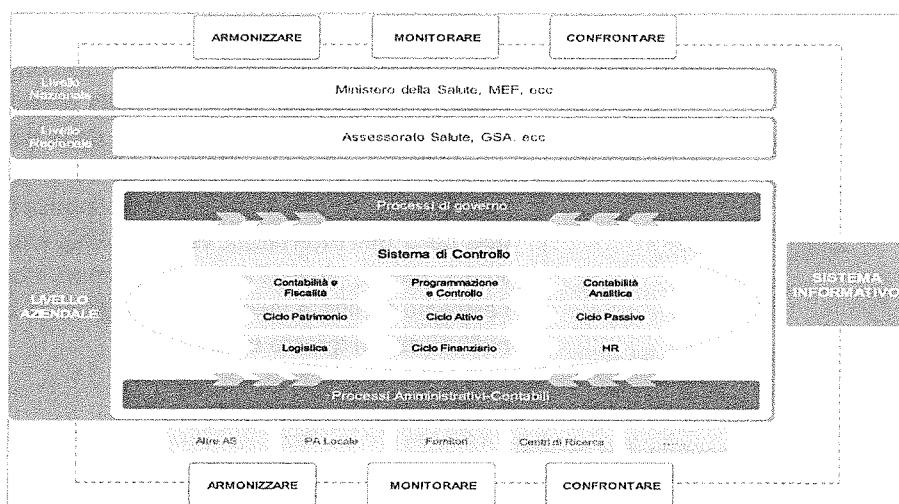 ARMONIZZARE MONITORARE CONFRONTARE
Livello
Nazionale
Ministero della Salute, MEF, ecc
Livello
Regionale
Assessorato Salute, GSA, ecc
Processi di governo
Sistema di Controllo
Contabilità e
Fiscalità
Programmazione
e Controllo
Contabilità
Analitica
LIVELLO
AZIENDALE
SISTEMA
INFORMATIVO
Ciclo Patrimonio Ciclo Attivo Ciclo Passivo
Logistica Ciclo Finanziario HR
Processi Amministrativi-Contabili
Altre AS PA Locale Fornitori Centri di Ricerca ........
ARMONIZZARE MONITORARE CONFRONTARE